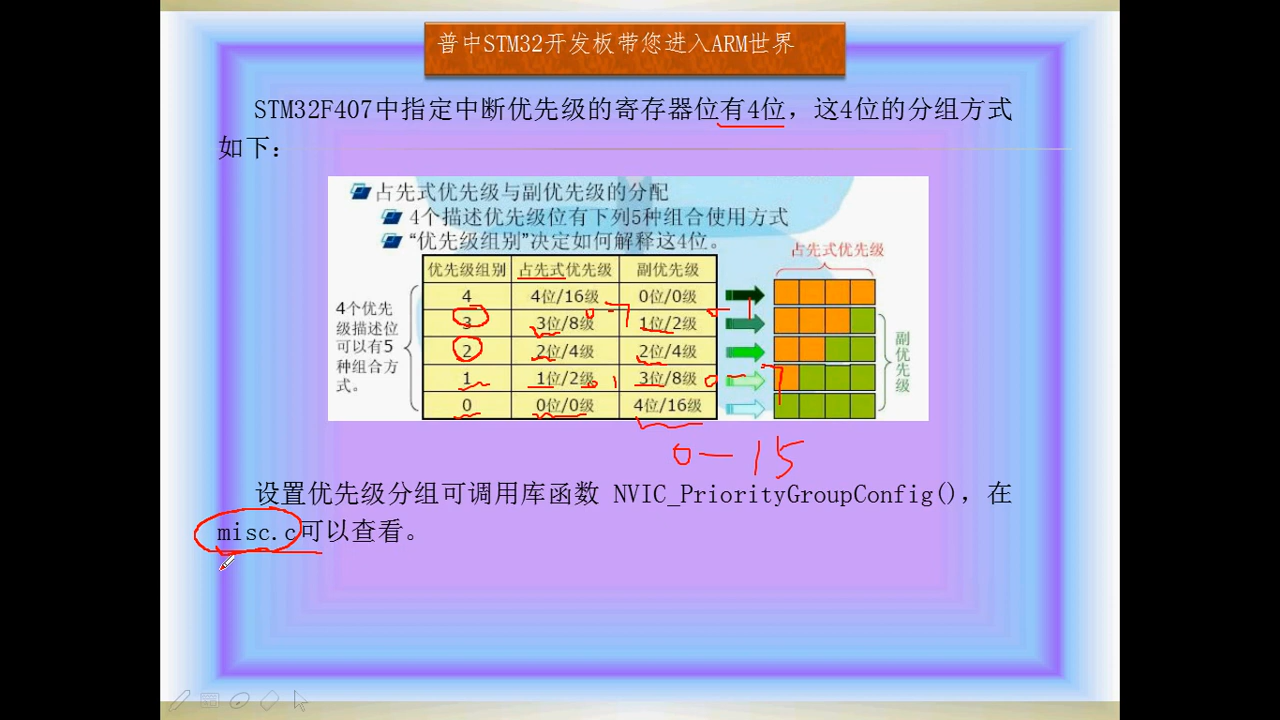 普中STM32开发板带您进入ARM世界
STM32F407中指定中断优先级的寄存器位有4位，这4位的分组方式
如下：
占先式优先级与副优先级的分配
4个描述优先级位有下列5种组合使用方式
“优先级组别”决定如何解释这4位。
占先式优先级
优先级组别 占先式优先级 副优先级
4 4位/16级 0位/0级
3 3位/8级 0-7 1位/2级 0-1
2 2位/4级 2位/4级
1 1位/2级 0 1 3位/8级 0-7
0 0位/0级 4位/16级
4个优先
级描述位
可以有5
种组合方
式。
副优先级
0-15
设置优先级分组可调用库函数 NVIC_PriorityGroupConfig()，在
misc.c可以查看。